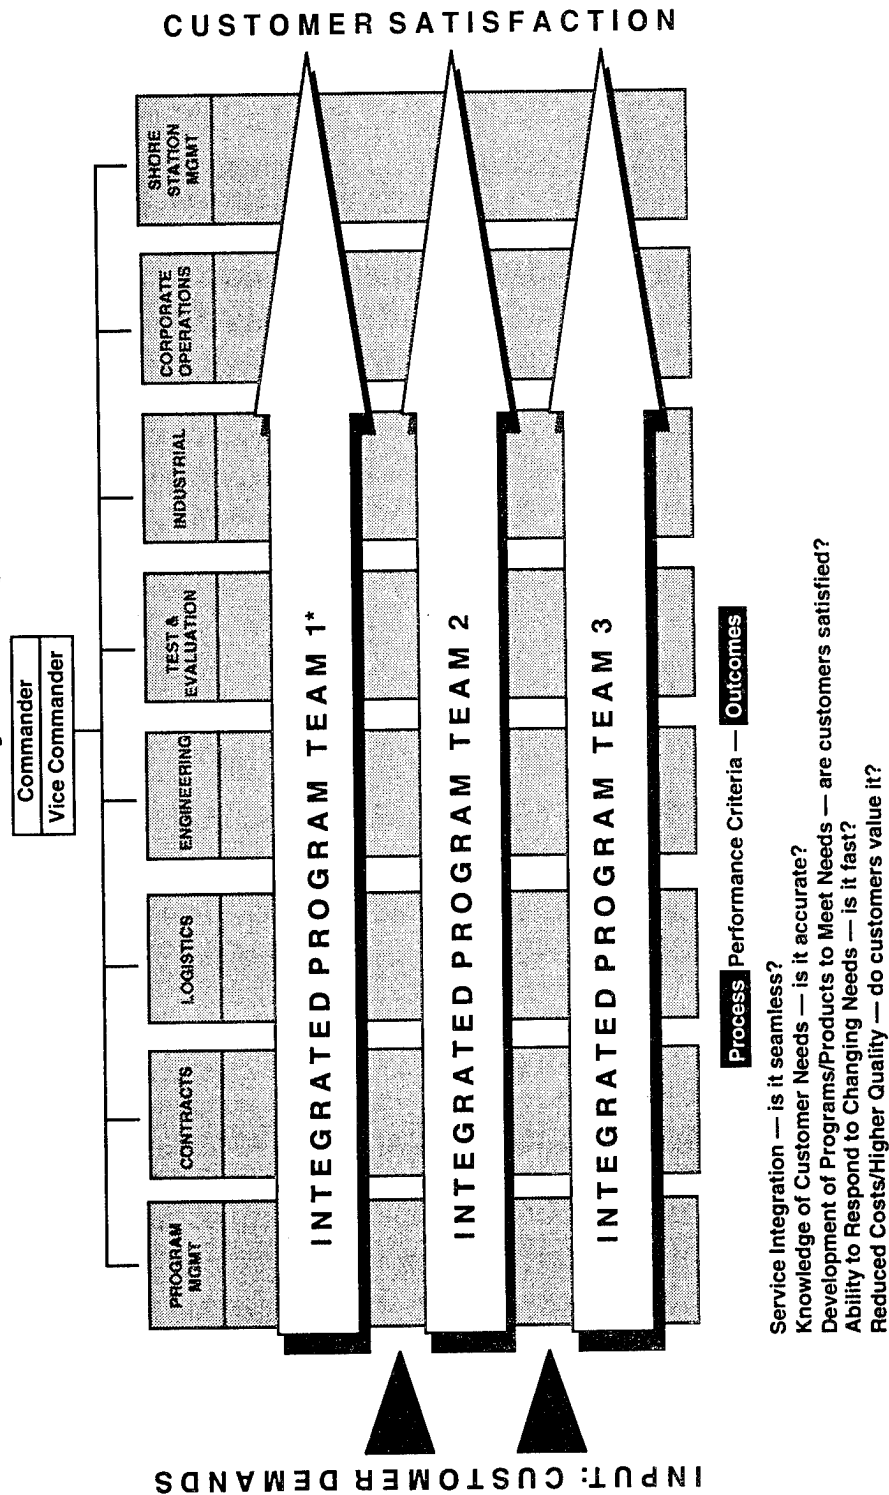 Commander
Vice Commander
PROGRAM
MGMT
CONTRACTS
LOGISTICS
ENGINEERING
TEST &
EVALUATION
INDUSTRIAL
CORPORATE
OPERATIONS
SHORE
STATION
MGMT
INPUT: CUSTOMER DEMANDS
INTEGRATED PROGRAM TEAM 1*
INTEGRATED PROGRAM TEAM 2
INTEGRATED PROGRAM TEAM 3
CUSTOMER SATISFACTION
Process Performance Criteria — Outcomes
Service Integration — is it seamless?
Knowledge of Customer Needs — is it accurate?
Development of Programs/Products to Meet Needs — are customers satisfied?
Ability to Respond to Changing Needs — is it fast?
Reduced Costs/Higher Quality — do customers value it?